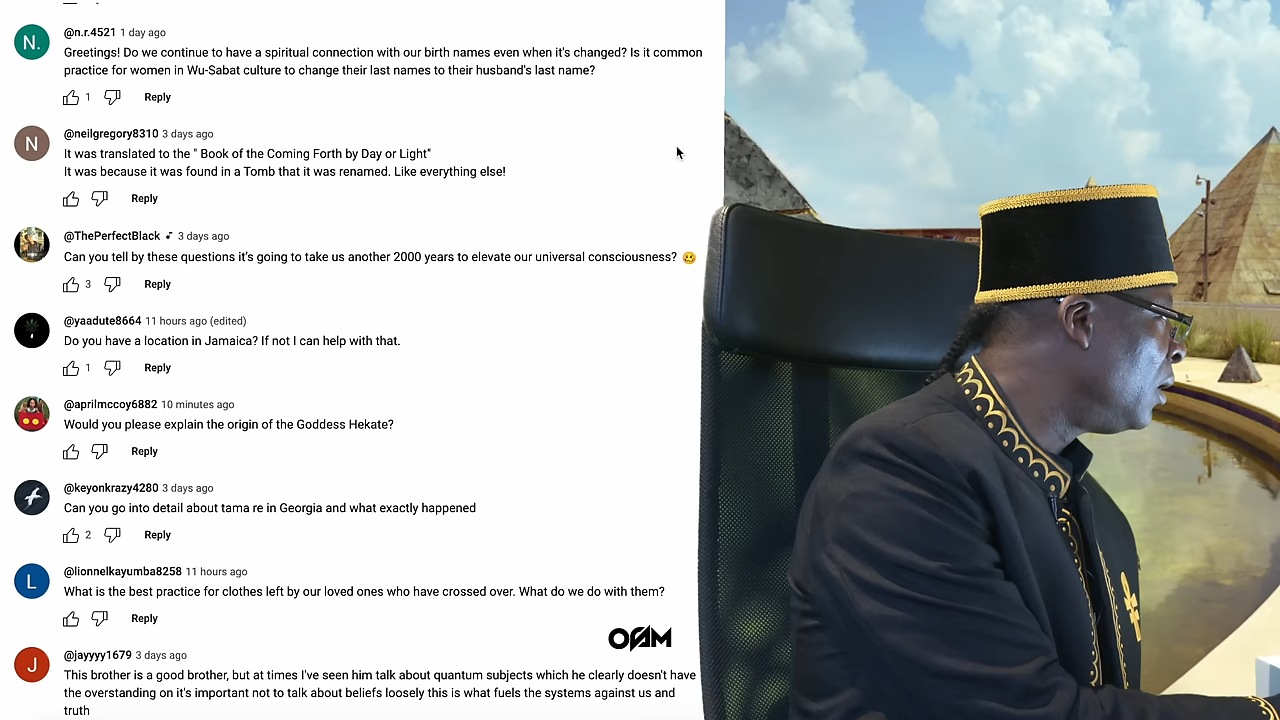 N.
@n.r.4521 1 day ago
Greetings! Do we continue to have a spiritual connection with our birth names even when it's changed? Is it common
practice for women in Wu-Sabat culture to change their last names to their husband's last name?
1 Reply
N
@neilgregory8310 3 days ago
It was translated to the " Book of the Coming Forth by Day or Light"
It was because it was found in a Tomb that it was renamed. Like everything else!
Reply
@ThePerfectBlack 3 days ago
Can you tell by these questions it's going to take us another 2000 years to elevate our universal consciousness? 🥴
3 Reply
@yaadute8664 11 hours ago (edited)
Do you have a location in Jamaica? If not I can help with that.
1 Reply
@aprilmccoy6882 10 minutes ago
Would you please explain the origin of the Goddess Hekate?
Reply
@keyonkrazy4280 3 days ago
Can you go into detail about tama re in Georgia and what exactly happened
2 Reply
L
@lionnelkayumba8258 11 hours ago
What is the best practice for clothes left by our loved ones who have crossed over. What do we do with them?
Reply
J
@jayyyy1679 3 days ago
This brother is a good brother, but at times I've seen him talk about quantum subjects which he clearly doesn't have
the overstanding on it's important not to talk about beliefs loosely this is what fuels the systems against us and
truth